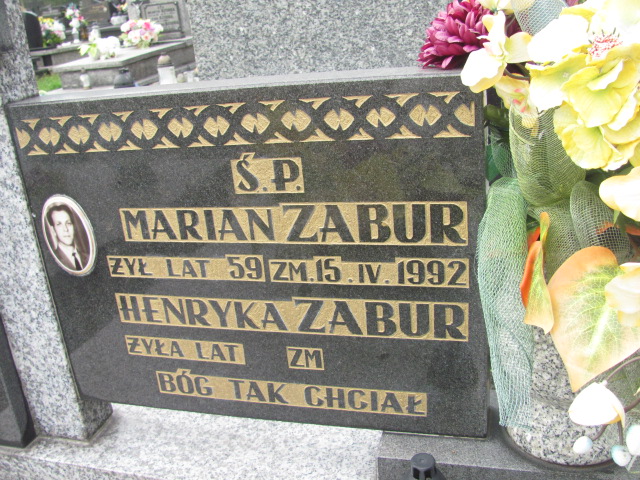 Ś.P.
MARIAN ZABUR
ŻYŁ LAT 59 ZM. 15. IV. 1992
HENRYKA ZABUR
ŻYŁA LAT ZM
BÓG TAK CHCIAŁ